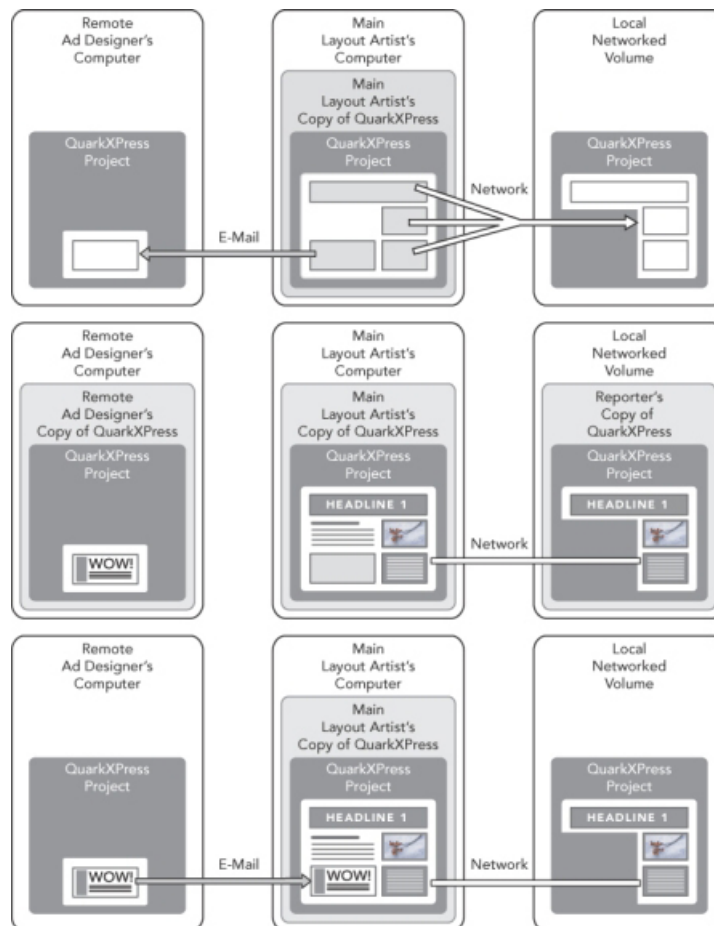 Remote
Ad Designer's
Computer
QuarkXPress
Project
E-Mail
Main
Layout Artist's
Computer
Main
Layout Artist's
Copy of QuarkXPress
QuarkXPress
Project
Network
Local
Networked
Volume
QuarkXPress
Project
Remote
Ad Designer's
Computer
Remote
Ad Designer's
Copy of QuarkXPress
QuarkXPress
Project
WOW!
Main
Layout Artist's
Computer
Main
Layout Artist's
Copy of QuarkXPress
QuarkXPress
Project
HEADLINE 1
Network
Local
Networked
Volume
Reporter's
Copy of
QuarkXPress
QuarkXPress
Project
HEADLINE 1
Remote
Ad Designer's
Computer
QuarkXPress
Project
WOW!
E-Mail
Main
Layout Artist's
Computer
Main
Layout Artist's
Copy of QuarkXPress
QuarkXPress
Project
HEADLINE 1
WOW!
Network
Local
Networked
Volume
QuarkXPress
Project
HEADLINE 1